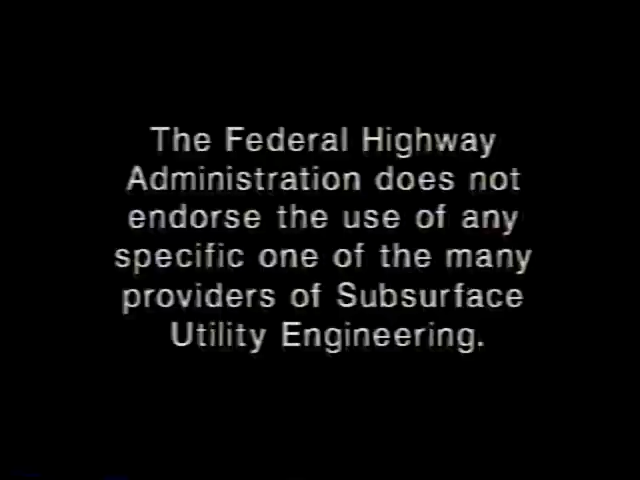 The Federal Highway
Administration does not
endorse the use of any
specific one of the many
providers of Subsurface
Utility Engineering.